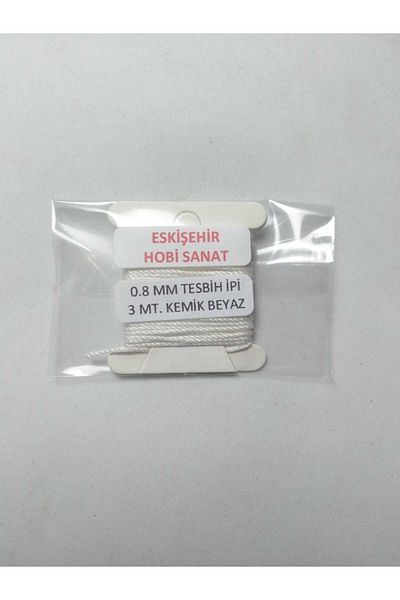 ESKİŞEHİR
HOBİ SANAT
0.8 MM TESBİH İPİ
3 MT. KEMİK BEYAZ